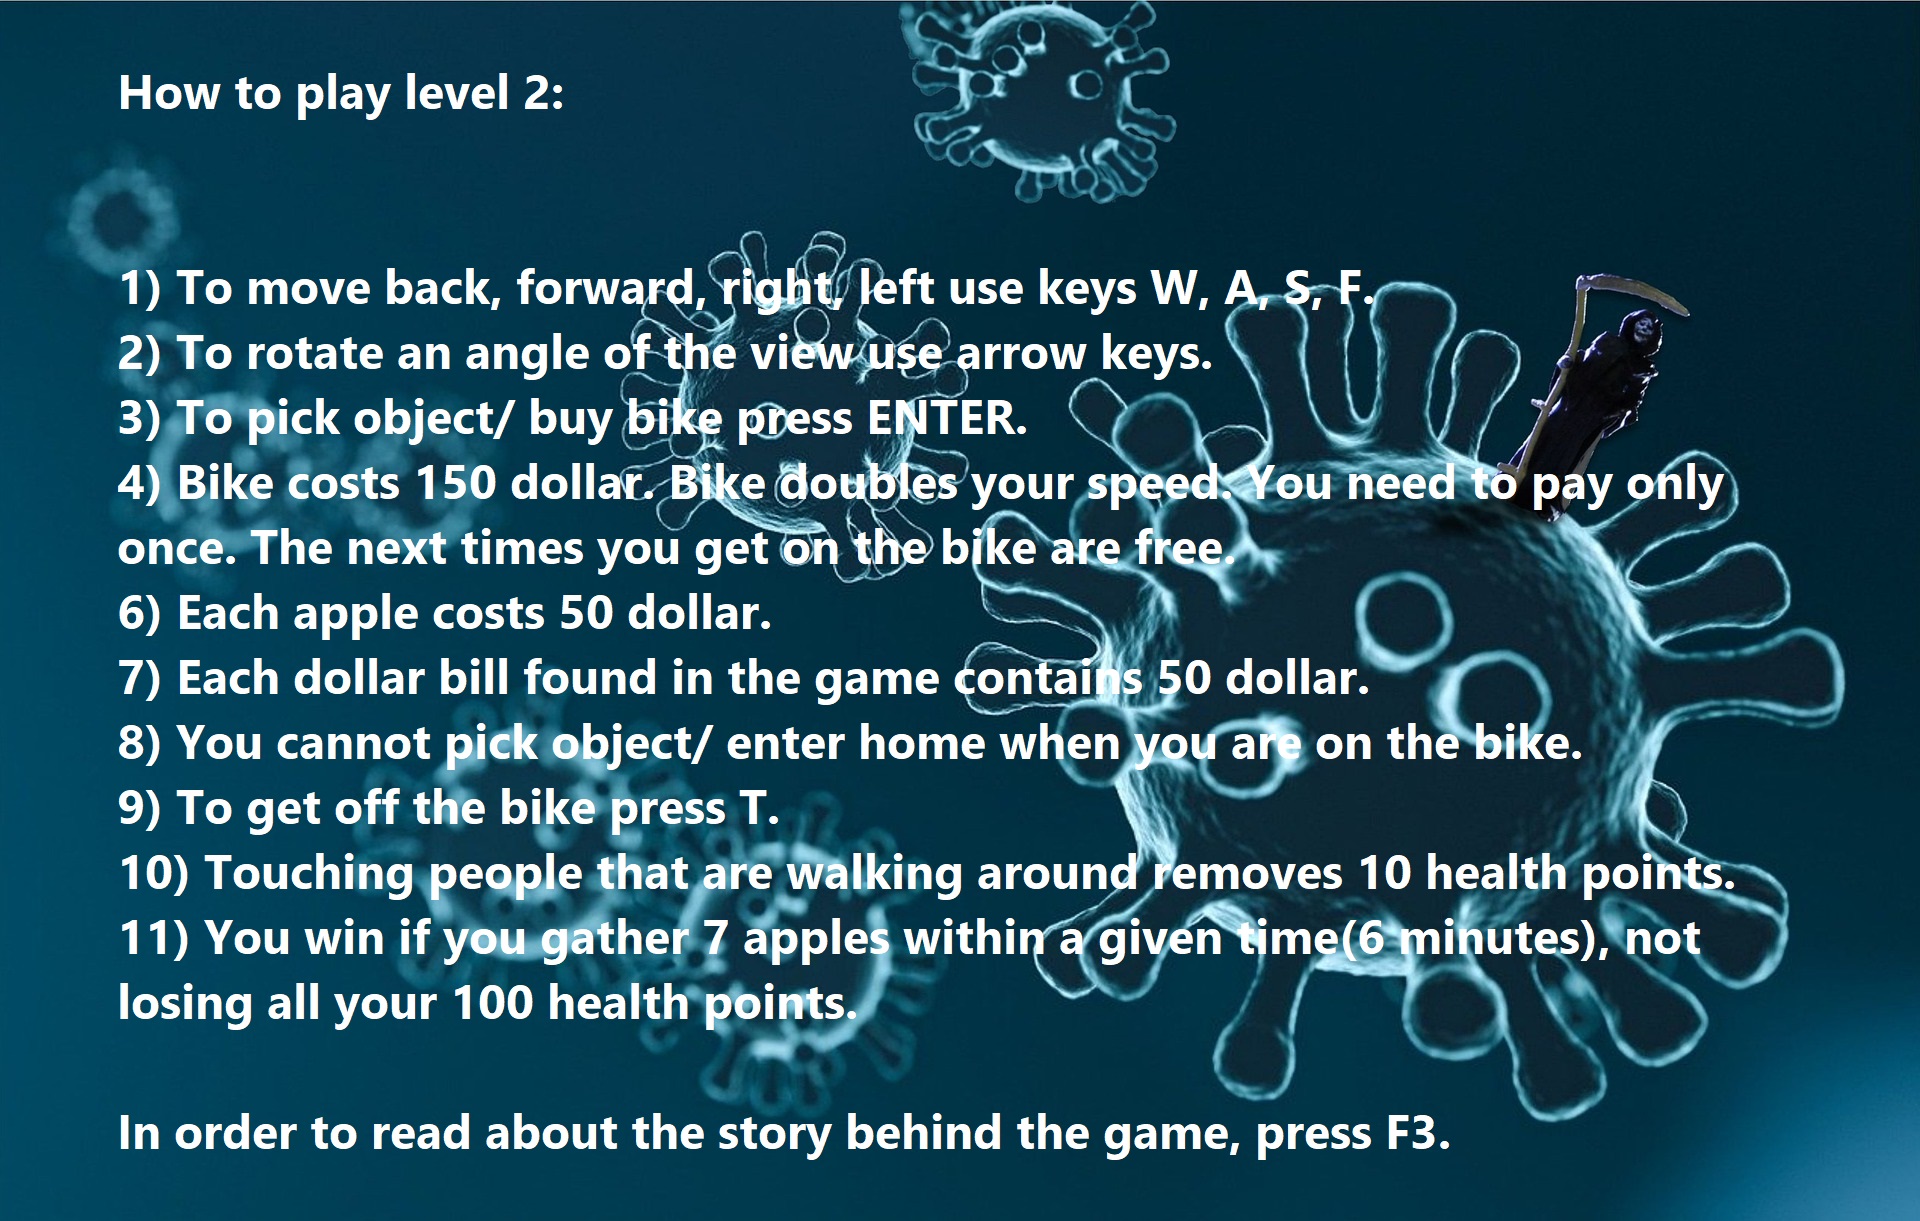 How to play level 2:
1) To move back, forward, right, left use keys W, A, S, F.
2) To rotate an angle of the view use arrow keys.
3) To pick object/ buy bike press ENTER.
4) Bike costs 150 dollar. Bike doubles your speed. You need to pay only
once. The next times you get on the bike are free.
6) Each apple costs 50 dollar.
7) Each dollar bill found in the game contains 50 dollar.
8) You cannot pick object/ enter home when you are on the bike.
9) To get off the bike press T.
10) Touching people that are walking around removes 10 health points.
11) You win if you gather 7 apples within a given time(6 minutes), not
losing all your 100 health points.
In order to read about the story behind the game, press F3.